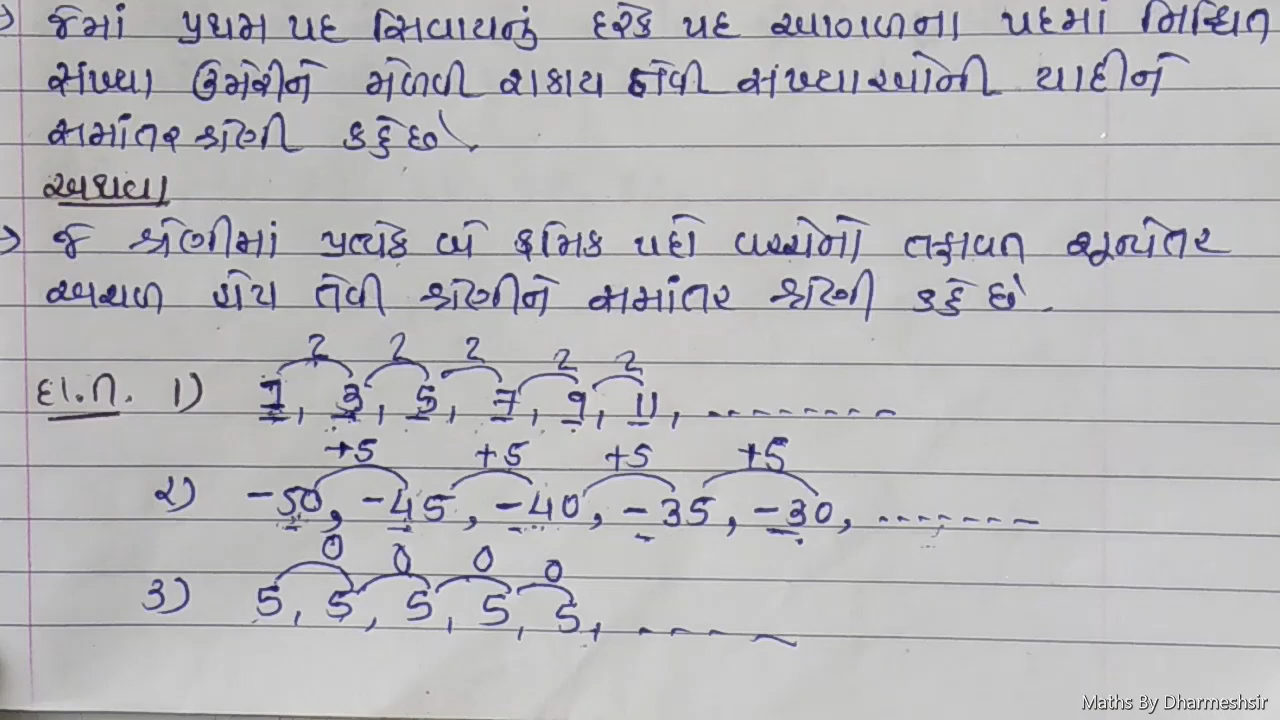 → જેમાં પ્રથમ પદ સિવાયનું દરેક પદ આગળના પદમાં નિશ્ચિત
સંખ્યા ઉમેરીને મેળવી શકાય તેવી સંખ્યાઓની યાદીને
સમાંતર શ્રેણી કહે છે.
અથવા
→ જે શ્રેણીમાં પ્રત્યેક બે ક્રમિક પદો વચ્ચેનો તફાવત શૂન્યેતર
અચળ હોય તેવી શ્રેણીને સમાંતર શ્રેણી કહે છે.
2 2 2 2 2
દા.ત. 1) 1, 3, 5, 7, 9, 11, ---------
+5 +5 +5 +5
૨) -50, -45, -40, -35, -30, -------
0 0 0 0
3) 5, 5, 5, 5, 5, -----
Maths By Dharmeshsir